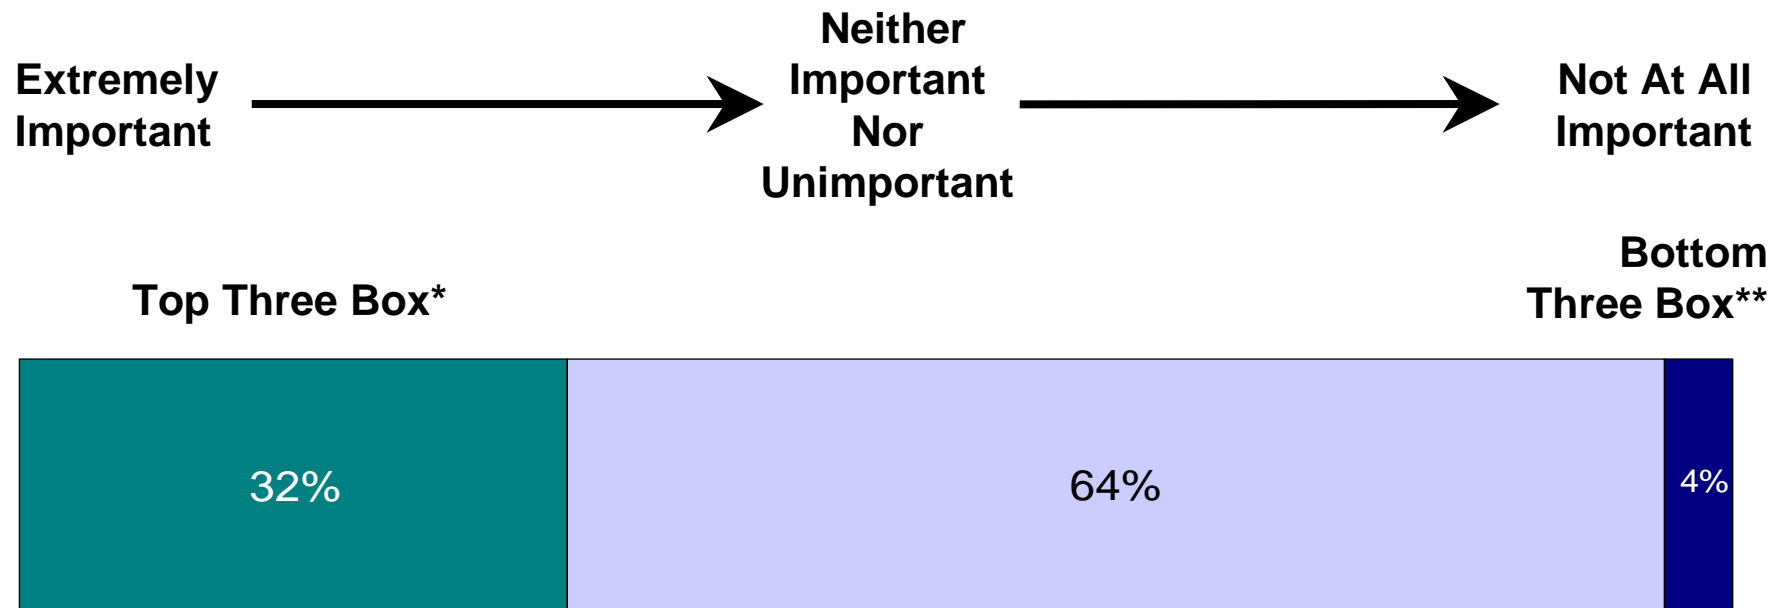 Extremely
Important
Neither
Important
Nor
Unimportant
Not At All
Important
Top Three Box*
Bottom
Three Box**
32%
64%
4%